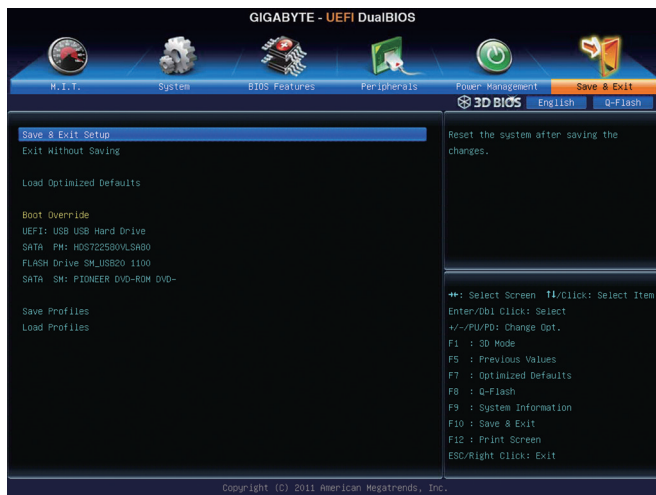 GIGABYTE - UEFI DualBIOS
M.I.T. System BIOS Features Peripherals Power Management Save & Exit
3D BIOS English Q-Flash
Save & Exit Setup
Exit Without Saving
Load Optimized Defaults
Boot Override
UEFI: USB USB Hard Drive
SATA PM: HDS722580VLSA80
FLASH Drive SM_USB20 1100
SATA SM: PIONEER DVD-ROM DVD-
Save Profiles
Load Profiles
Reset the system after saving the
changes.
→←: Select Screen ↑↓/Click: Select Item
Enter/Dbl Click: Select
+/-/PU/PD: Change Opt.
F1 : 3D Mode
F5 : Previous Values
F7 : Optimized Defaults
F8 : Q-Flash
F9 : System Information
F10 : Save & Exit
F12 : Print Screen
ESC/Right Click: Exit
Copyright (C) 2011 American Megatrends, Inc.